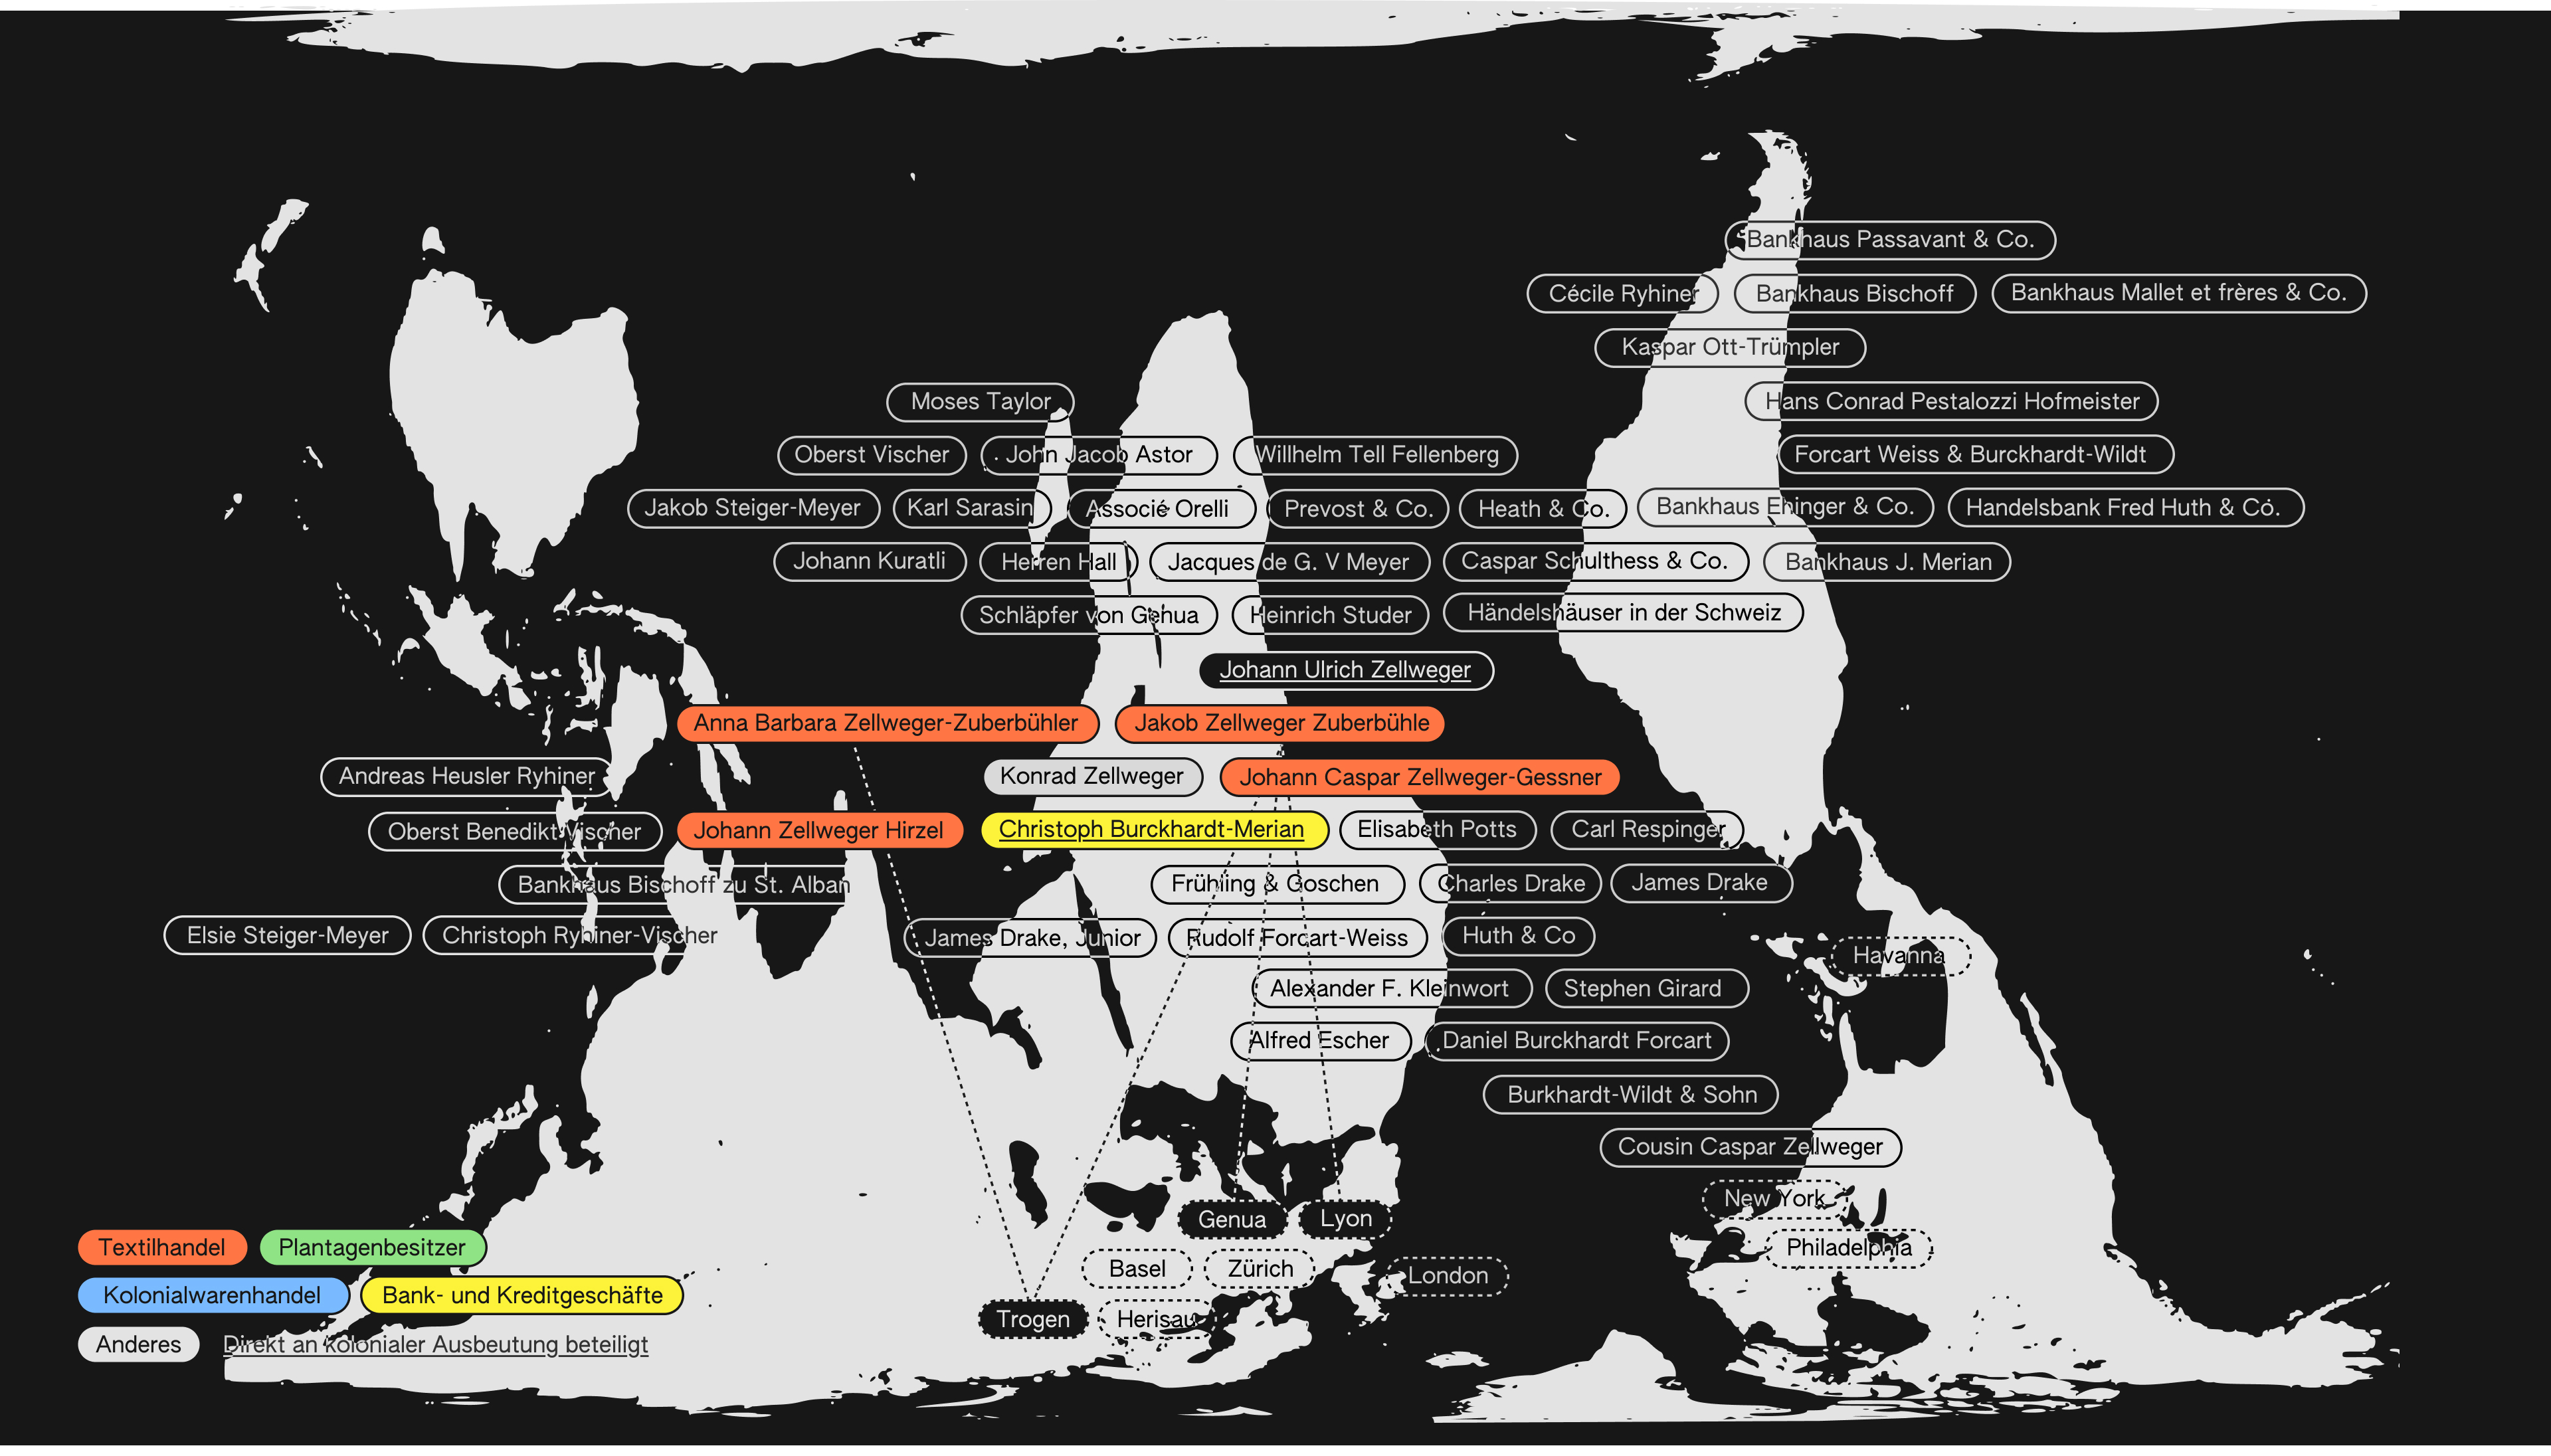 Bankhaus Passavant & Co.
Cécile Ryhiner
Bankhaus Bischoff
Bankhaus Mallet et frères & Co.
Kaspar Ott-Trümpler
Moses Taylor
Hans Conrad Pestalozzi Hofmeister
Oberst Vischer
John Jacob Astor
Willhelm Tell Fellenberg
Forcart Weiss & Burckhardt-Wildt
Jakob Steiger-Meyer
Karl Sarasin
Associé Orelli
Prevost & Co.
Heath & Co.
Bankhaus Ehinger & Co.
Handelsbank Fred Huth & Co.
Johann Kuratli
Herren Hall
Jacques de G. V Meyer
Caspar Schulthess & Co.
Bankhaus J. Merian
Schläpfer von Genua
Heinrich Studer
Händelshäuser in der Schweiz
Johann Ulrich Zellweger
Anna Barbara Zellweger-Zuberbühler
Jakob Zellweger Zuberbühle
Andreas Heusler Ryhiner
Konrad Zellweger
Johann Caspar Zellweger-Gessner
Oberst Benedikt Vischer
Johann Zellweger Hirzel
Christoph Burckhardt-Merian
Elisabeth Potts
Carl Respinger
Bankhaus Bischoff zu St. Alban
Frühling & Goschen
Charles Drake
James Drake
Elsie Steiger-Meyer
Christoph Ryhiner-Vischer
James Drake, Junior
Rudolf Forcart-Weiss
Huth & Co
Havanna
Alexander F. Kleinwort
Stephen Girard
Alfred Escher
Daniel Burckhardt Forcart
Burkhardt-Wildt & Sohn
Cousin Caspar Zellweger
New York
Genua
Lyon
Philadelphia
Basel
Zürich
London
Trogen
Herisau
Textilhandel
Plantagenbesitzer
Kolonialwarenhandel
Bank- und Kreditgeschäfte
Anderes
Direkt an kolonialer Ausbeutung beteiligt